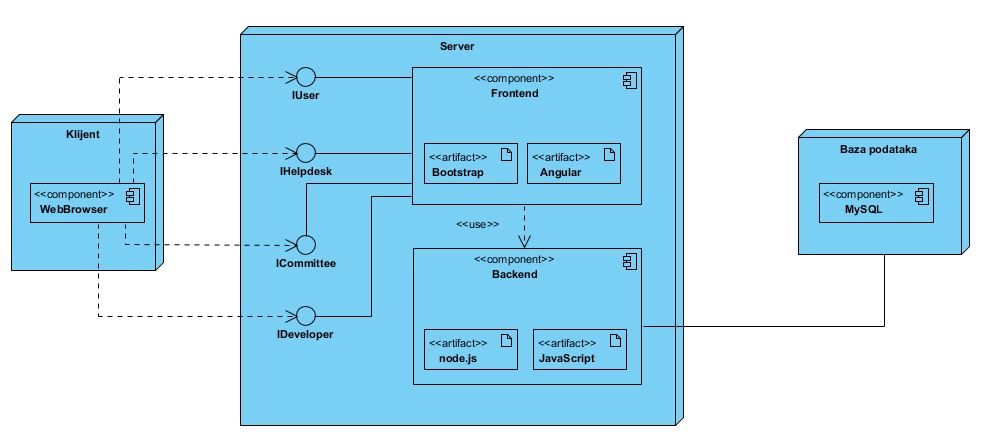 Server
<<component>>
Frontend
IUser
Klijent
Baza podataka
<<artifact>>
Bootstrap
<<artifact>>
Angular
IHelpdesk
<<component>>
WebBrowser
<<component>>
MySQL
<<use>>
ICommittee
<<component>>
Backend
IDeveloper
<<artifact>>
node.js
<<artifact>>
JavaScript